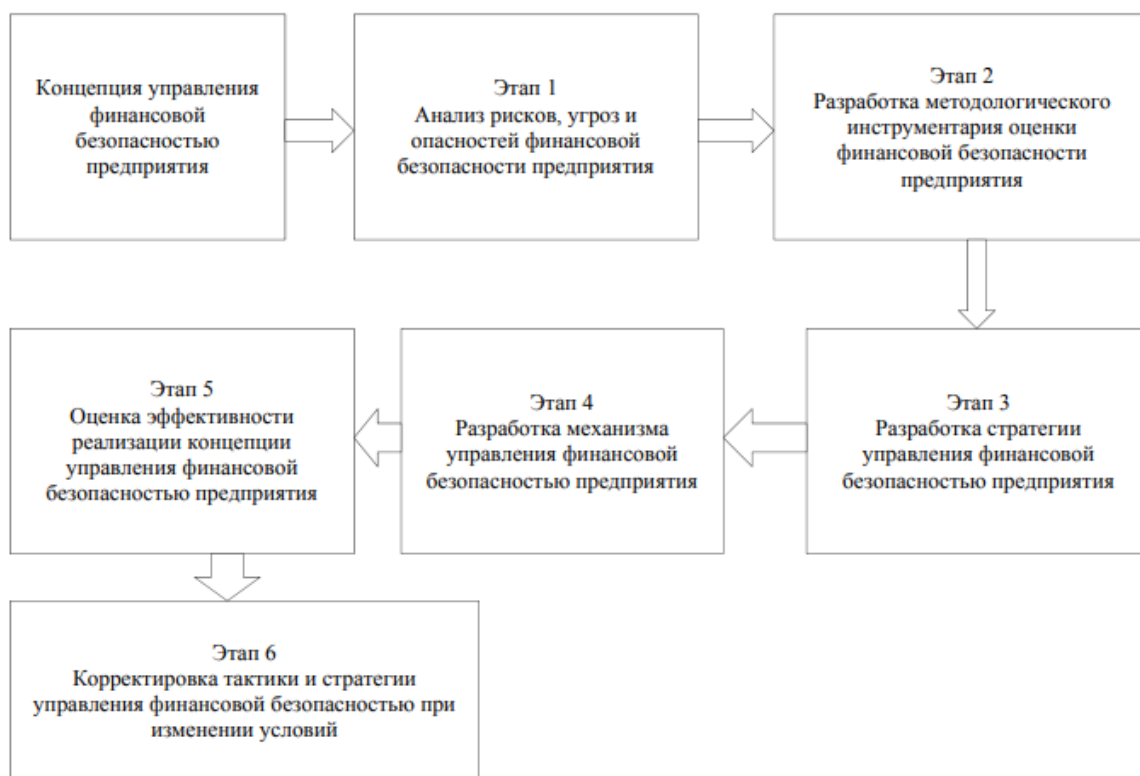 Концепция управления
финансовой
безопасностью
предприятия
Этап 1
Анализ рисков, угроз и
опасностей финансовой
безопасности предприятия
Этап 2
Разработка методологического
инструментария оценки
финансовой безопасности
предприятия
Этап 3
Разработка стратегии
управления финансовой
безопасностью предприятия
Этап 4
Разработка механизма
управления финансовой
безопасностью предприятия
Этап 5
Оценка эффективности
реализации концепции
управления финансовой
безопасностью предприятия
Этап 6
Корректировка тактики и стратегии
управления финансовой безопасностью при
изменении условий